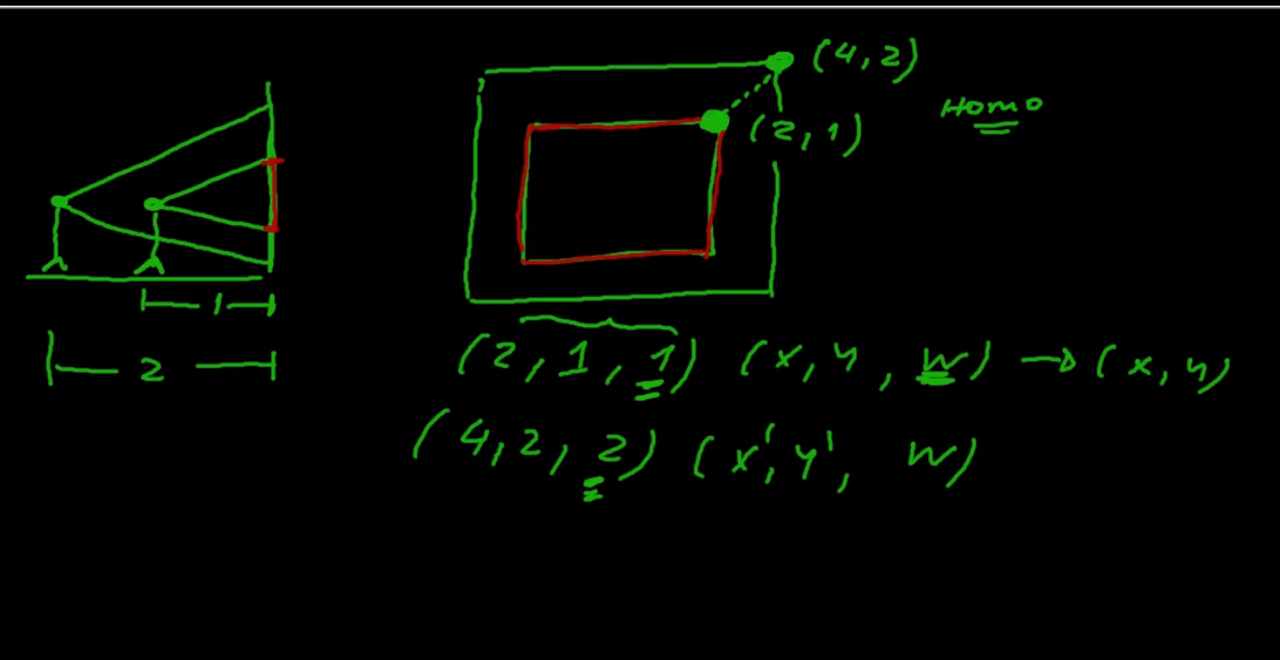 (4, 2)
Homo
(2, 1)
1
2
(2, 1, 1) (x, y, w) → (x, y)
(4, 2, 2) (x', y', w)